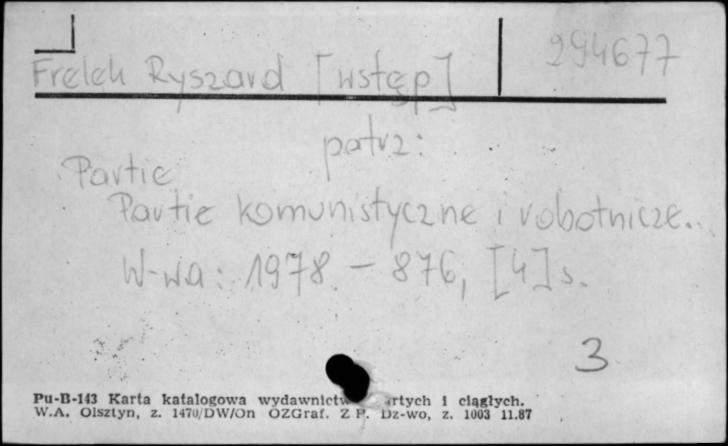 294677
Frelek Ryszard [wstęp]
patrz:
Partie
Partie komunistyczne i robotnicze..
W-wa: 1978. – 876, [4] s.
3
Pu-B-143 Karta katalogowa wydawnictw i ciągłych.
W.A. Olsztyn, z. 1470/DW/On OZGraf. Z P. Dz-wo, z. 1003 11.87